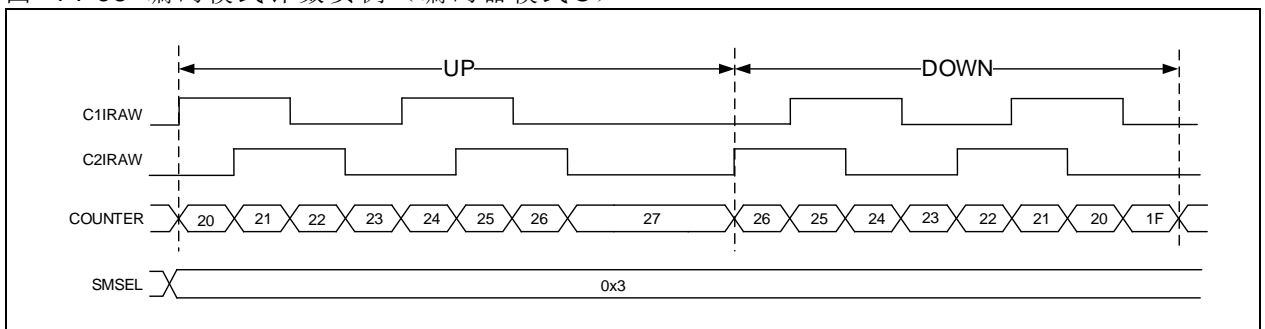 UP DOWN
C1IRAW
C2IRAW
COUNTER 20 21 22 23 24 25 26 27 26 25 24 23 22 21 20 1F
SMSEL 0x3